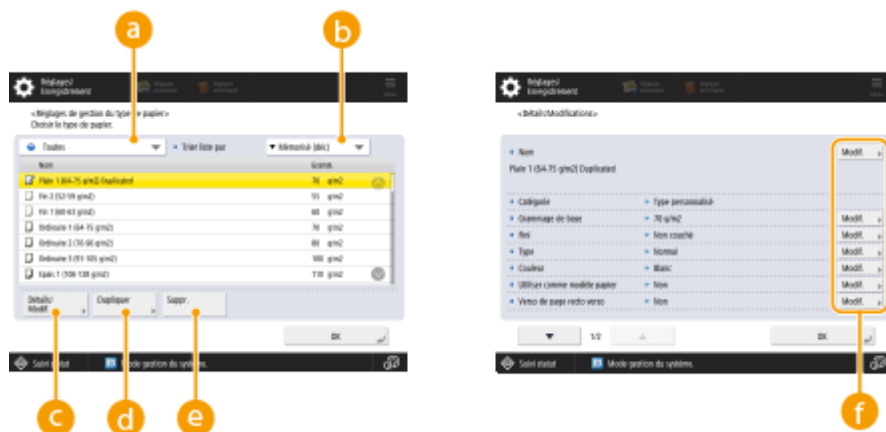 a
b
Réglages/
Enregistrement
Menu
<Réglages de gestion du type de papier>
Choisir le type de papier.
Toutes
Trier liste par
▼ Mémorisé (déc)
Nom
Gramm.
Plain 1 (64-75 g/m2) Duplicated
70 g/m2
Fin 2 (52-59 g/m2)
55 g/m2
Fin 1 (60-63 g/m2)
60 g/m2
Ordinaire 1 (64-75 g/m2)
70 g/m2
Ordinaire 2 (76-90 g/m2)
80 g/m2
Ordinaire 3 (91-105 g/m2)
100 g/m2
Epais 1 (106-128 g/m2)
110 g/m2
Détails/
Modif.
Dupliquer
Suppr.
OK
Suivi statut
Mode gestion du système.
c
d
e
Réglages/
Enregistrement
Menu
<Détails/Modifications>
Nom
Modif.
Plain 1 (64-75 g/m2) Duplicated
Catégorie
Type personnalisé
Grammage de base
70 g/m2
Modif.
Fini
Non couché
Modif.
Type
Normal
Modif.
Couleur
Blanc
Modif.
Utiliser comme modèle papier
Non
Modif.
Verso de page recto verso
Non
Modif.
▼ 1/2 ▲
OK
Suivi statut
Mode gestion du système.
f